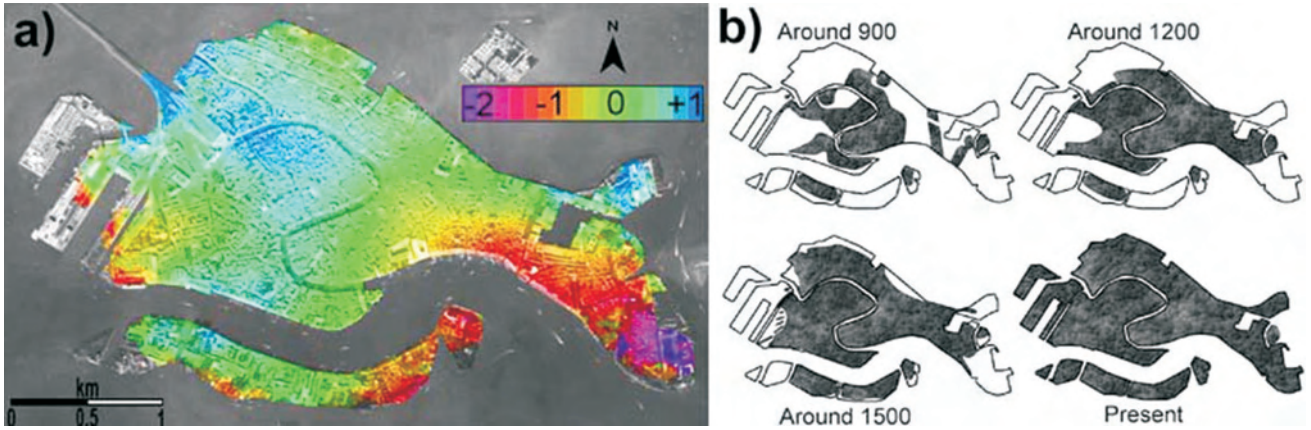 a)
N
-2 -1 0 +1
km
0 0.5 1
b)
Around 900
Around 1200
Around 1500
Present